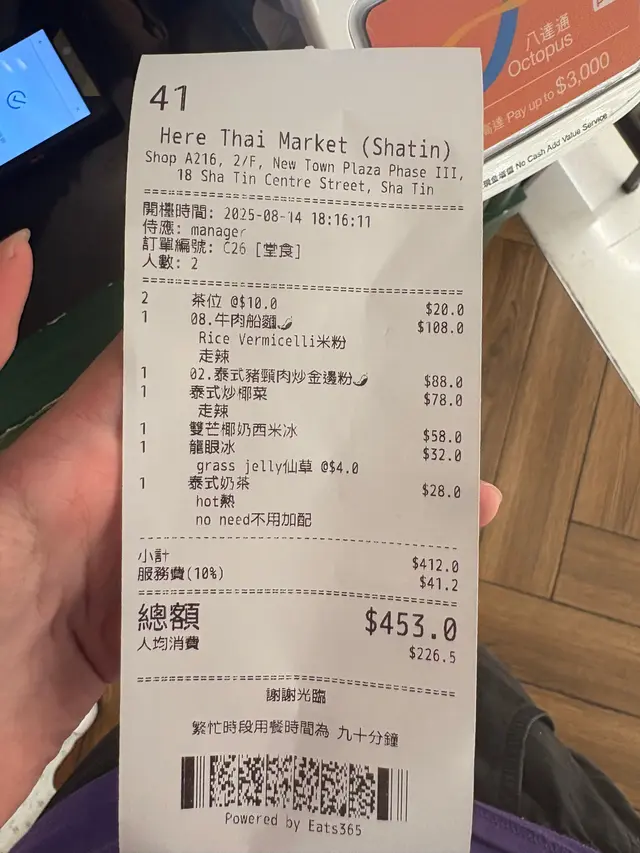 八達通
Octopus
高達 Pay up to $3,000
No Cash Add Value Service
41
Here Thai Market (Shatin)
Shop A216, 2/F, New Town Plaza Phase III,
18 Sha Tin Centre Street, Sha Tin
開檯時間: 2025-08-14 18:16:11
侍應: manager
訂單編號: C26 [堂食]
人數: 2
2 茶位 @$10.0 $20.0
1 08.牛肉船麵🌶 $108.0
Rice Vermicelli米粉
走辣
1 02.泰式豬頸肉炒金邊粉🌶 $88.0
1 泰式炒椰菜 $78.0
走辣
1 雙芒椰奶西米冰 $58.0
1 龍眼冰 $32.0
grass jelly仙草 @$4.0
1 泰式奶茶 $28.0
hot熱
no need不用加配
小計 $412.0
服務費(10%) $41.2
總額 $453.0
人均消費 $226.5
謝謝光臨
繁忙時段用餐時間為 九十分鐘
Powered by Eats365